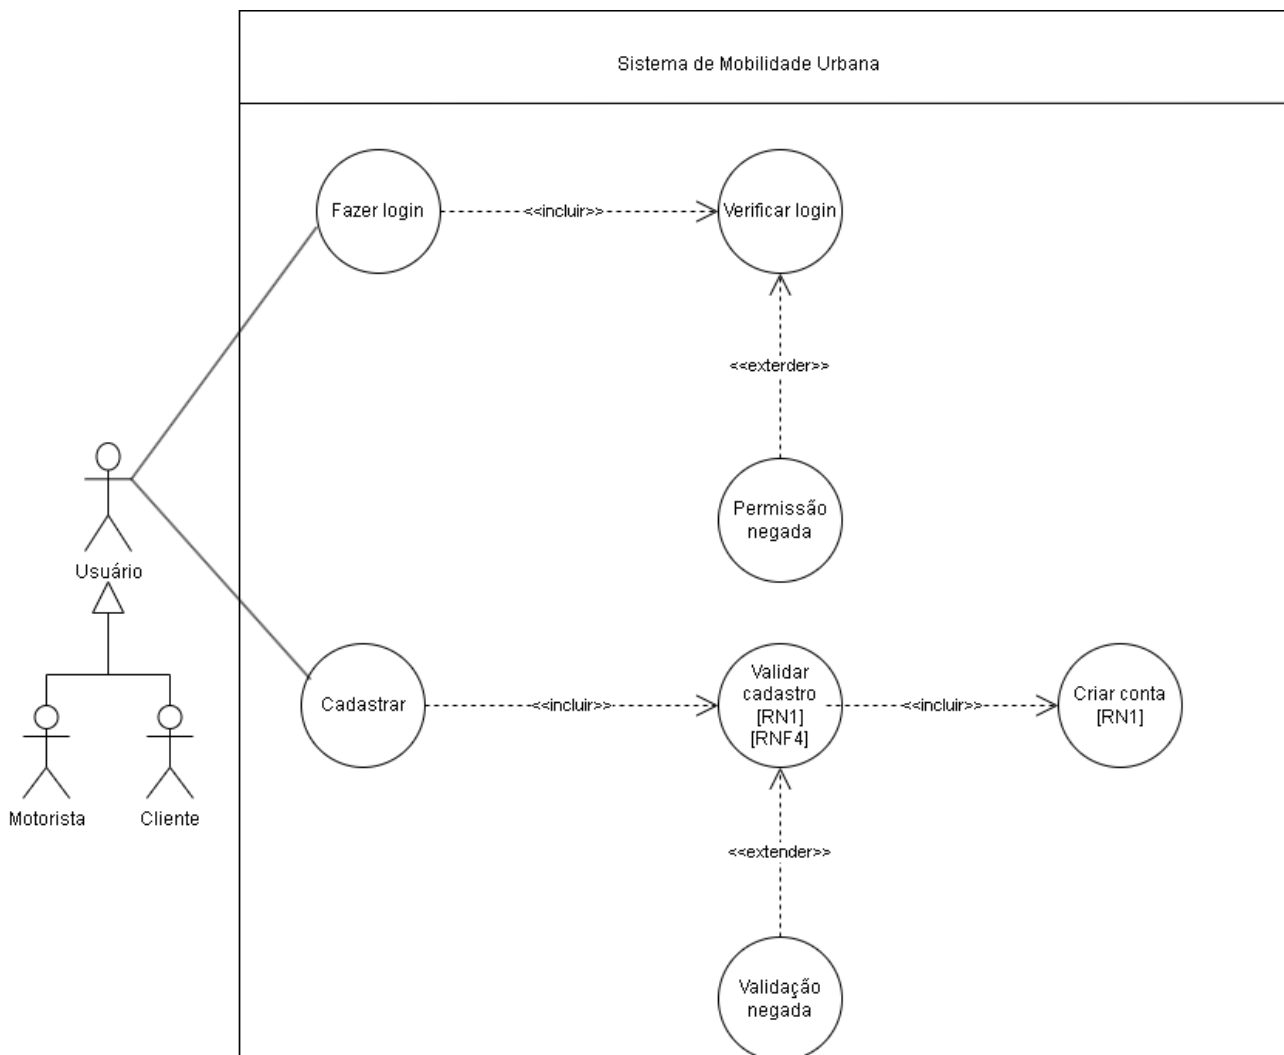 Sistema de Mobilidade Urbana
Fazer login
<<incluir>>
Verificar login
<<exterder>>
Permissão
negada
Usuário
Motorista
Cliente
Cadastrar
<<incluir>>
Validar
cadastro
[RN1]
[RNF4]
<<incluir>>
Criar conta
[RN1]
<<extender>>
Validação
negada